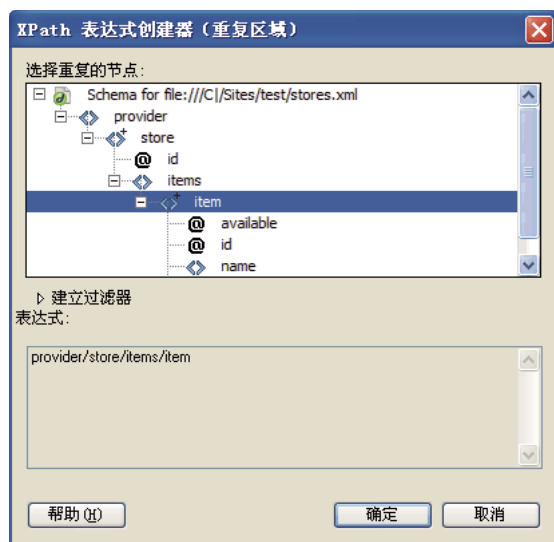 XPath 表达式创建器（重复区域）
选择重复的节点:
Schema for file:///C|/Sites/test/stores.xml
provider
store
@ id
items
item
@ available
@ id
name
建立过滤器
表达式:
provider/store/items/item
帮助(H)
确定
取消